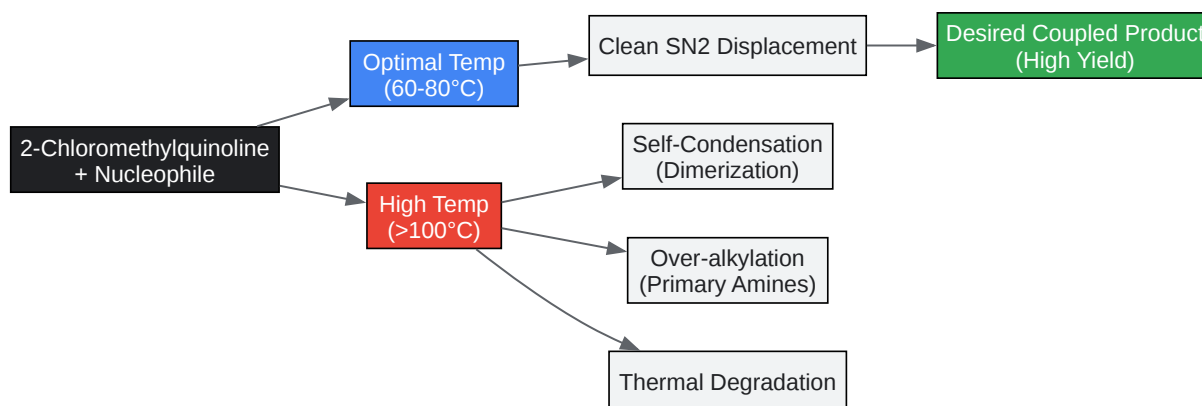 2-Chloromethylquinoline
+ Nucleophile
Optimal Temp
(60-80°C)
Clean SN2 Displacement
Desired Coupled Product
(High Yield)
High Temp
(>100°C)
Self-Condensation
(Dimerization)
Over-alkylation
(Primary Amines)
Thermal Degradation